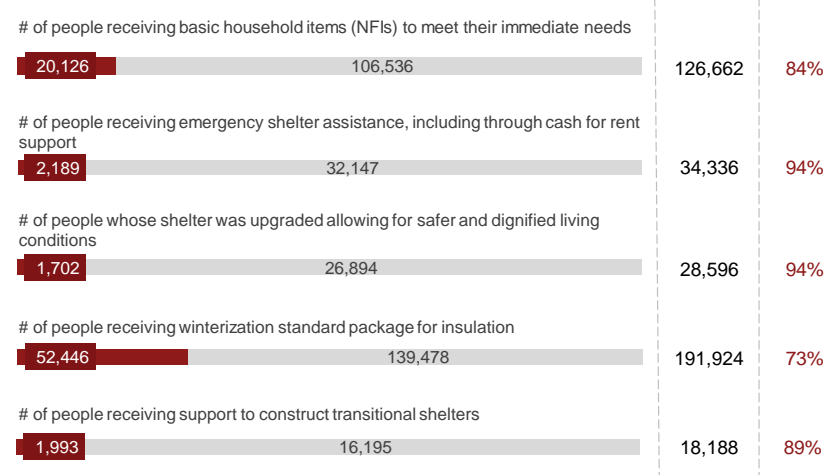 # of people receiving basic household items (NFIs) to meet their immediate needs
20,126 106,536 126,662 84%
# of people receiving emergency shelter assistance, including through cash for rent
support
2,189 32,147 34,336 94%
# of people whose shelter was upgraded allowing for safer and dignified living
conditions
1,702 26,894 28,596 94%
# of people receiving winterization standard package for insulation
52,446 139,478 191,924 73%
# of people receiving support to construct transitional shelters
1,993 16,195 18,188 89%